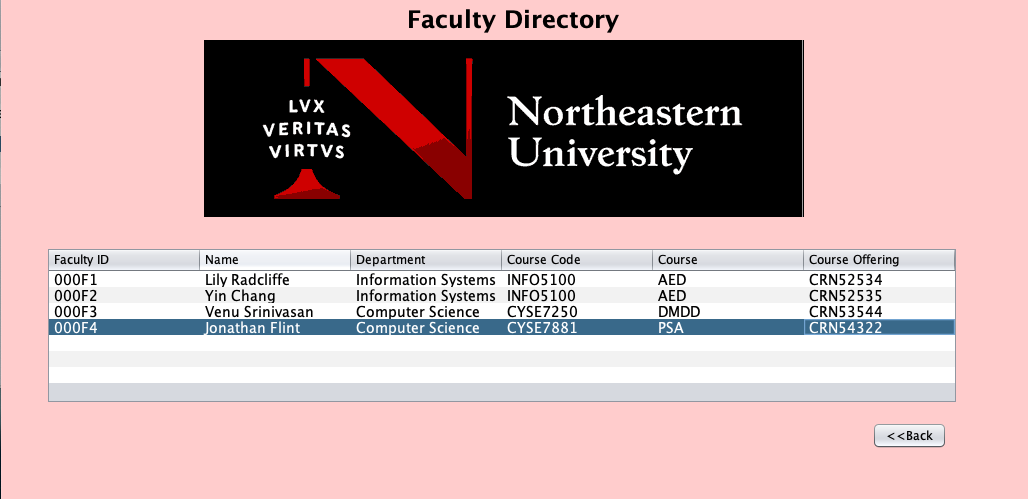 Faculty Directory
LVX
VERITAS
VIRTVS
Northeastern
University
Faculty ID Name Department Course Code Course Course Offering
000F1 Lily Radcliffe Information Systems INFO5100 AED CRN52534
000F2 Yin Chang Information Systems INFO5100 AED CRN52535
000F3 Venu Srinivasan Computer Science CYSE7250 DMDD CRN53544
000F4 Jonathan Flint Computer Science CYSE7881 PSA CRN54322
<<Back